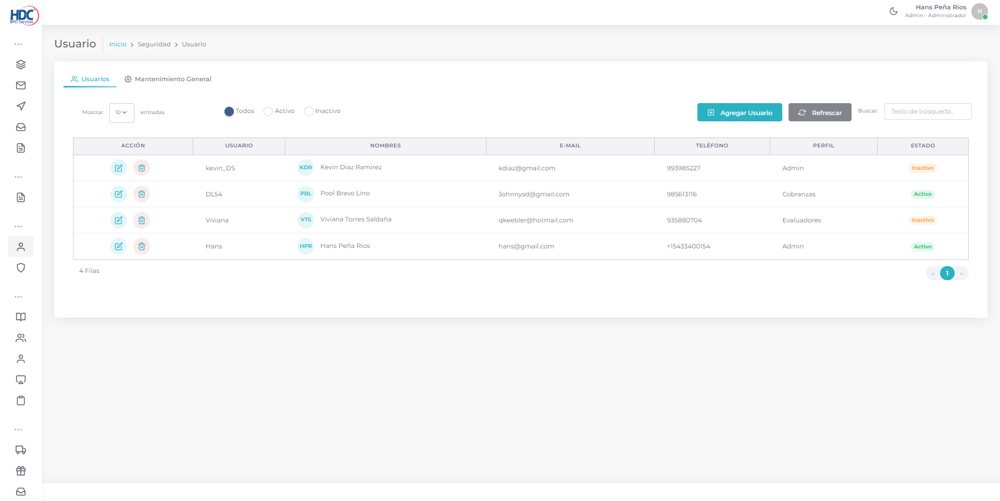 HDC
BPO Services
Hans Peña Rios
Admin - Administrador
H
Usuario
Inicio > Seguridad > Usuario
Usuarios
Mantenimiento General
Mostrar 10 entradas
Todos Activo Inactivo
Agregar Usuario
Refrescar
Buscar: Texto de búsqueda...
ACCIÓN USUARIO NOMBRES E-MAIL TELÉFONO PERFIL ESTADO
kevin_DS KDR Kevin Diaz Ramirez kdiaz@gmail.com 993985227 Admin Inactivo
DL54 PBL Pool Bravo Lino Johnnysd@gmail.com 985613116 Cobranzas Activo
Viviana VTS Viviana Torres Saldaña qkeebler@hotmail.com 935880704 Evaluadores Inactivo
Hans HPR Hans Peña Rios hans@gmail.com +15433400154 Admin Activo
4 Filas
« 1 »